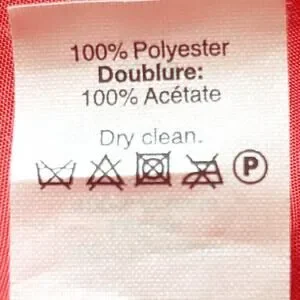 100% Polyester
Doublure:
100% Acétate
Dry clean.
P